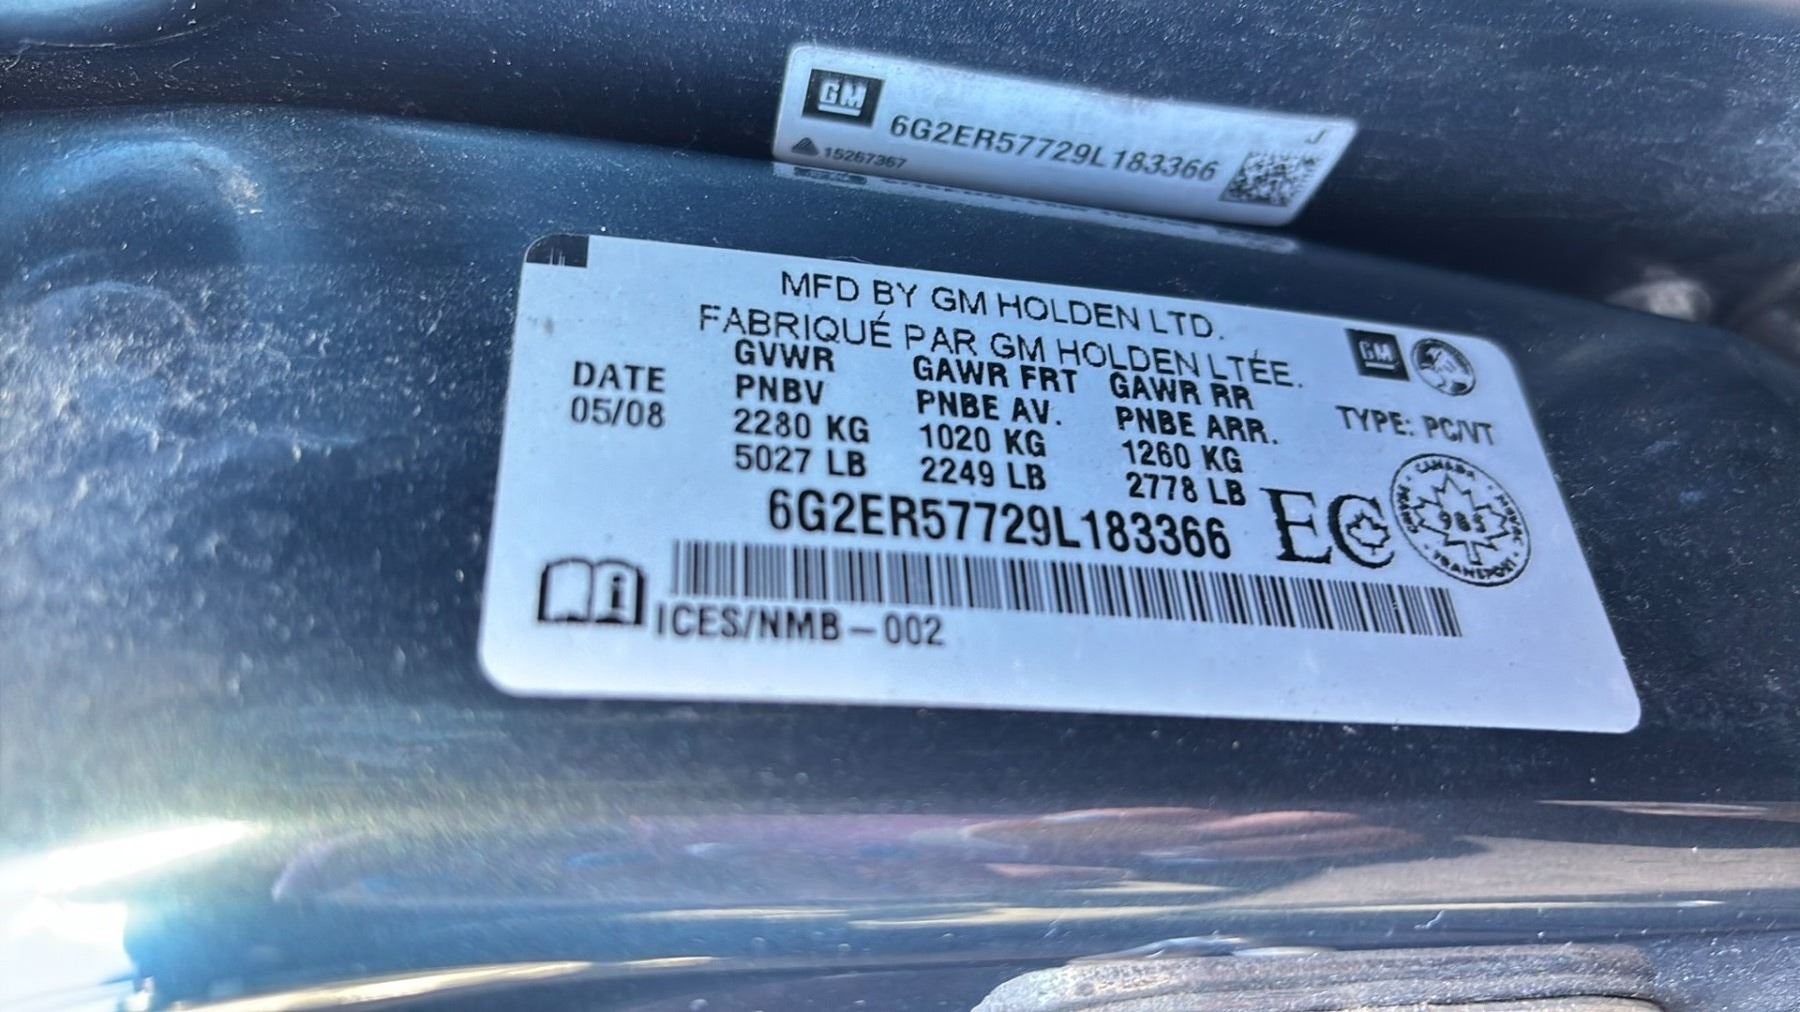 GM
6G2ER57729L183366
J
15267367
MFD BY GM HOLDEN LTD.
FABRIQUÉ PAR GM HOLDEN LTÉE.
GM
DATE
05/08
GVWR
PNBV
2280 KG
5027 LB
GAWR FRT
PNBE AV.
1020 KG
2249 LB
GAWR RR
PNBE ARR.
1260 KG
2778 LB
TYPE: PC/VT
6G2ER57729L183366
EC
CANADA
TRANSPORT
ICES/NMB-002